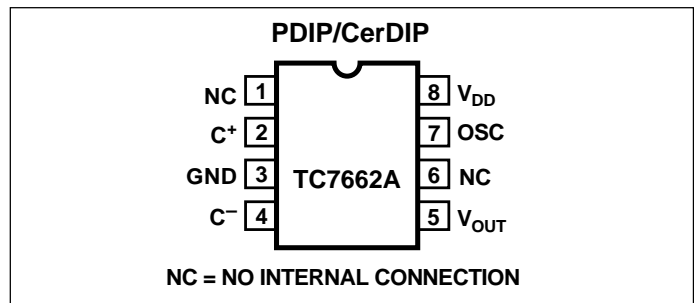 PDIP/CerDIP
NC 1 8 VDD
C+ 2 7 OSC
GND 3 TC7662A 6 NC
C– 4 5 VOUT
NC = NO INTERNAL CONNECTION